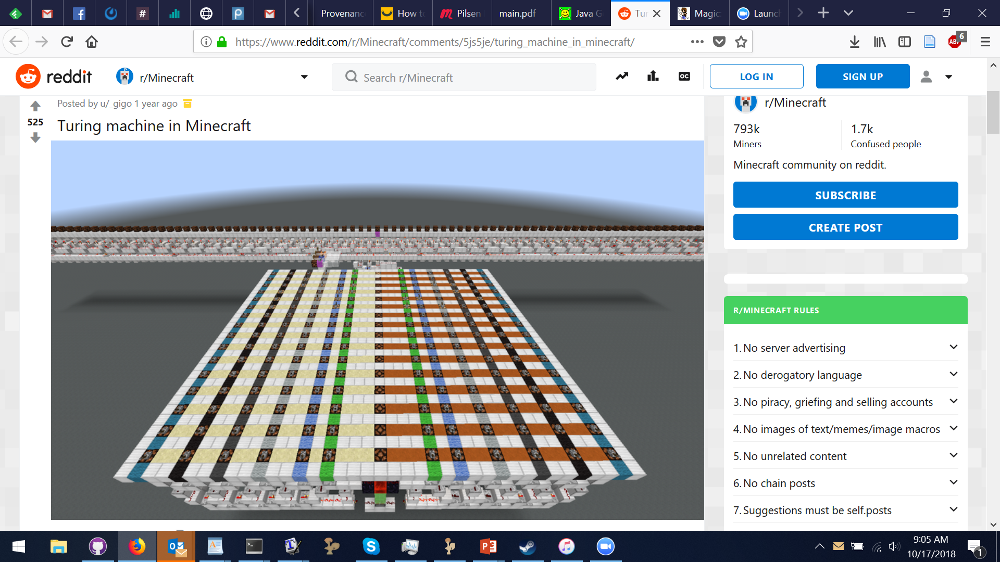 Provenanc
How to
Pilsen
main.pdf
Java G
Tur
Magic
Launch
https://www.reddit.com/r/Minecraft/comments/5js5je/turing_machine_in_minecraft/
ABP
6
reddit
r/Minecraft
Search r/Minecraft
OC
LOG IN
SIGN UP
Posted by u/_gigo 1 year ago
525
Turing machine in Minecraft
r/Minecraft
793k
1.7k
Miners
Confused people
Minecraft community on reddit.
SUBSCRIBE
CREATE POST
R/MINECRAFT RULES
1. No server advertising
2. No derogatory language
3. No piracy, griefing and selling accounts
4. No images of text/memes/image macros
5. No unrelated content
6. No chain posts
7. Suggestions must be self.posts
9:05 AM
10/17/2018
1